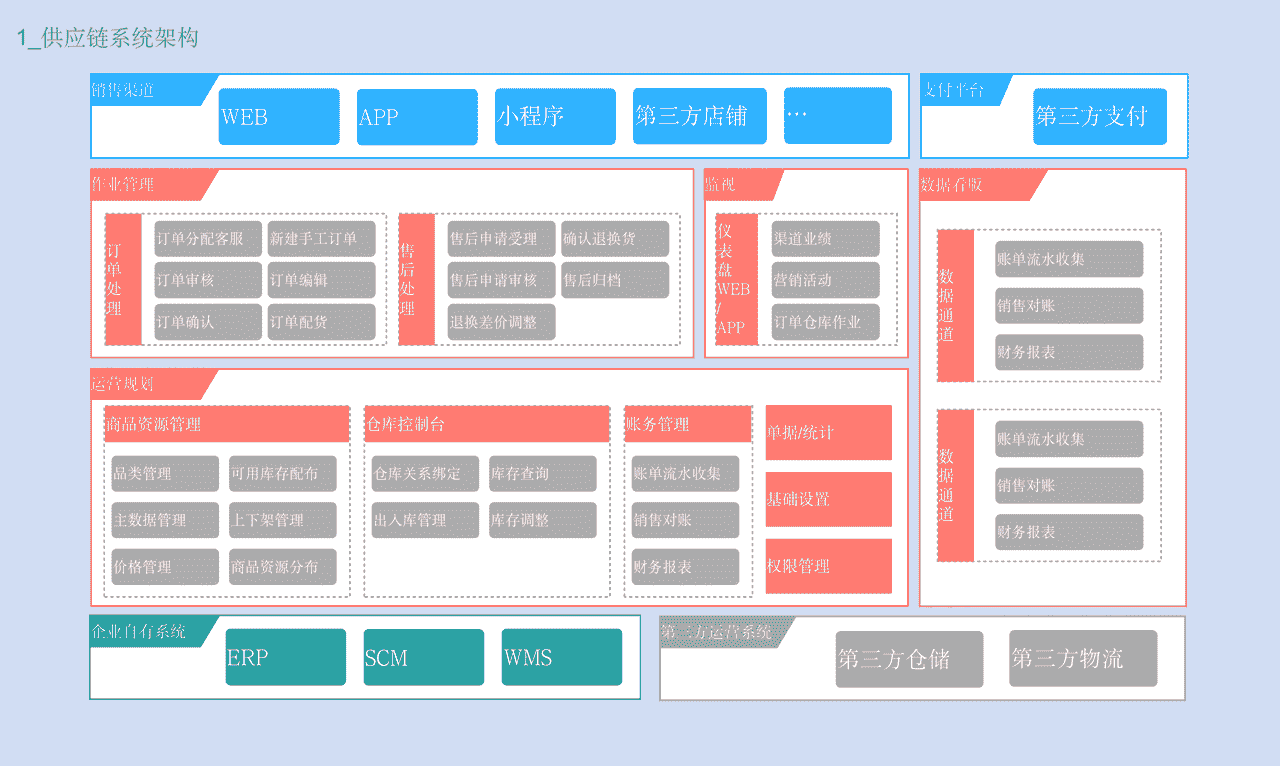 1_供应链系统架构
销售渠道
WEB
APP
小程序
第三方店铺
…
支付平台
第三方支付
作业管理
订单处理
订单分配客服
新建手工订单
订单审核
订单编辑
订单确认
订单配货
售后处理
售后申请受理
确认退换货
售后申请审核
售后归档
退换差价调整
监视
仪表盘
WEB
/
APP
渠道业绩
营销活动
订单仓库作业
数据看版
数据通道
账单流水收集
销售对账
财务报表
数据通道
账单流水收集
销售对账
财务报表
运营规划
商品资源管理
品类管理
可用库存配布
主数据管理
上下架管理
价格管理
商品资源分布
仓库控制台
仓库关系绑定
库存查询
出入库管理
库存调整
账务管理
账单流水收集
销售对账
财务报表
单据/统计
基础设置
权限管理
企业自有系统
ERP
SCM
WMS
第三方运营系统
第三方仓储
第三方物流